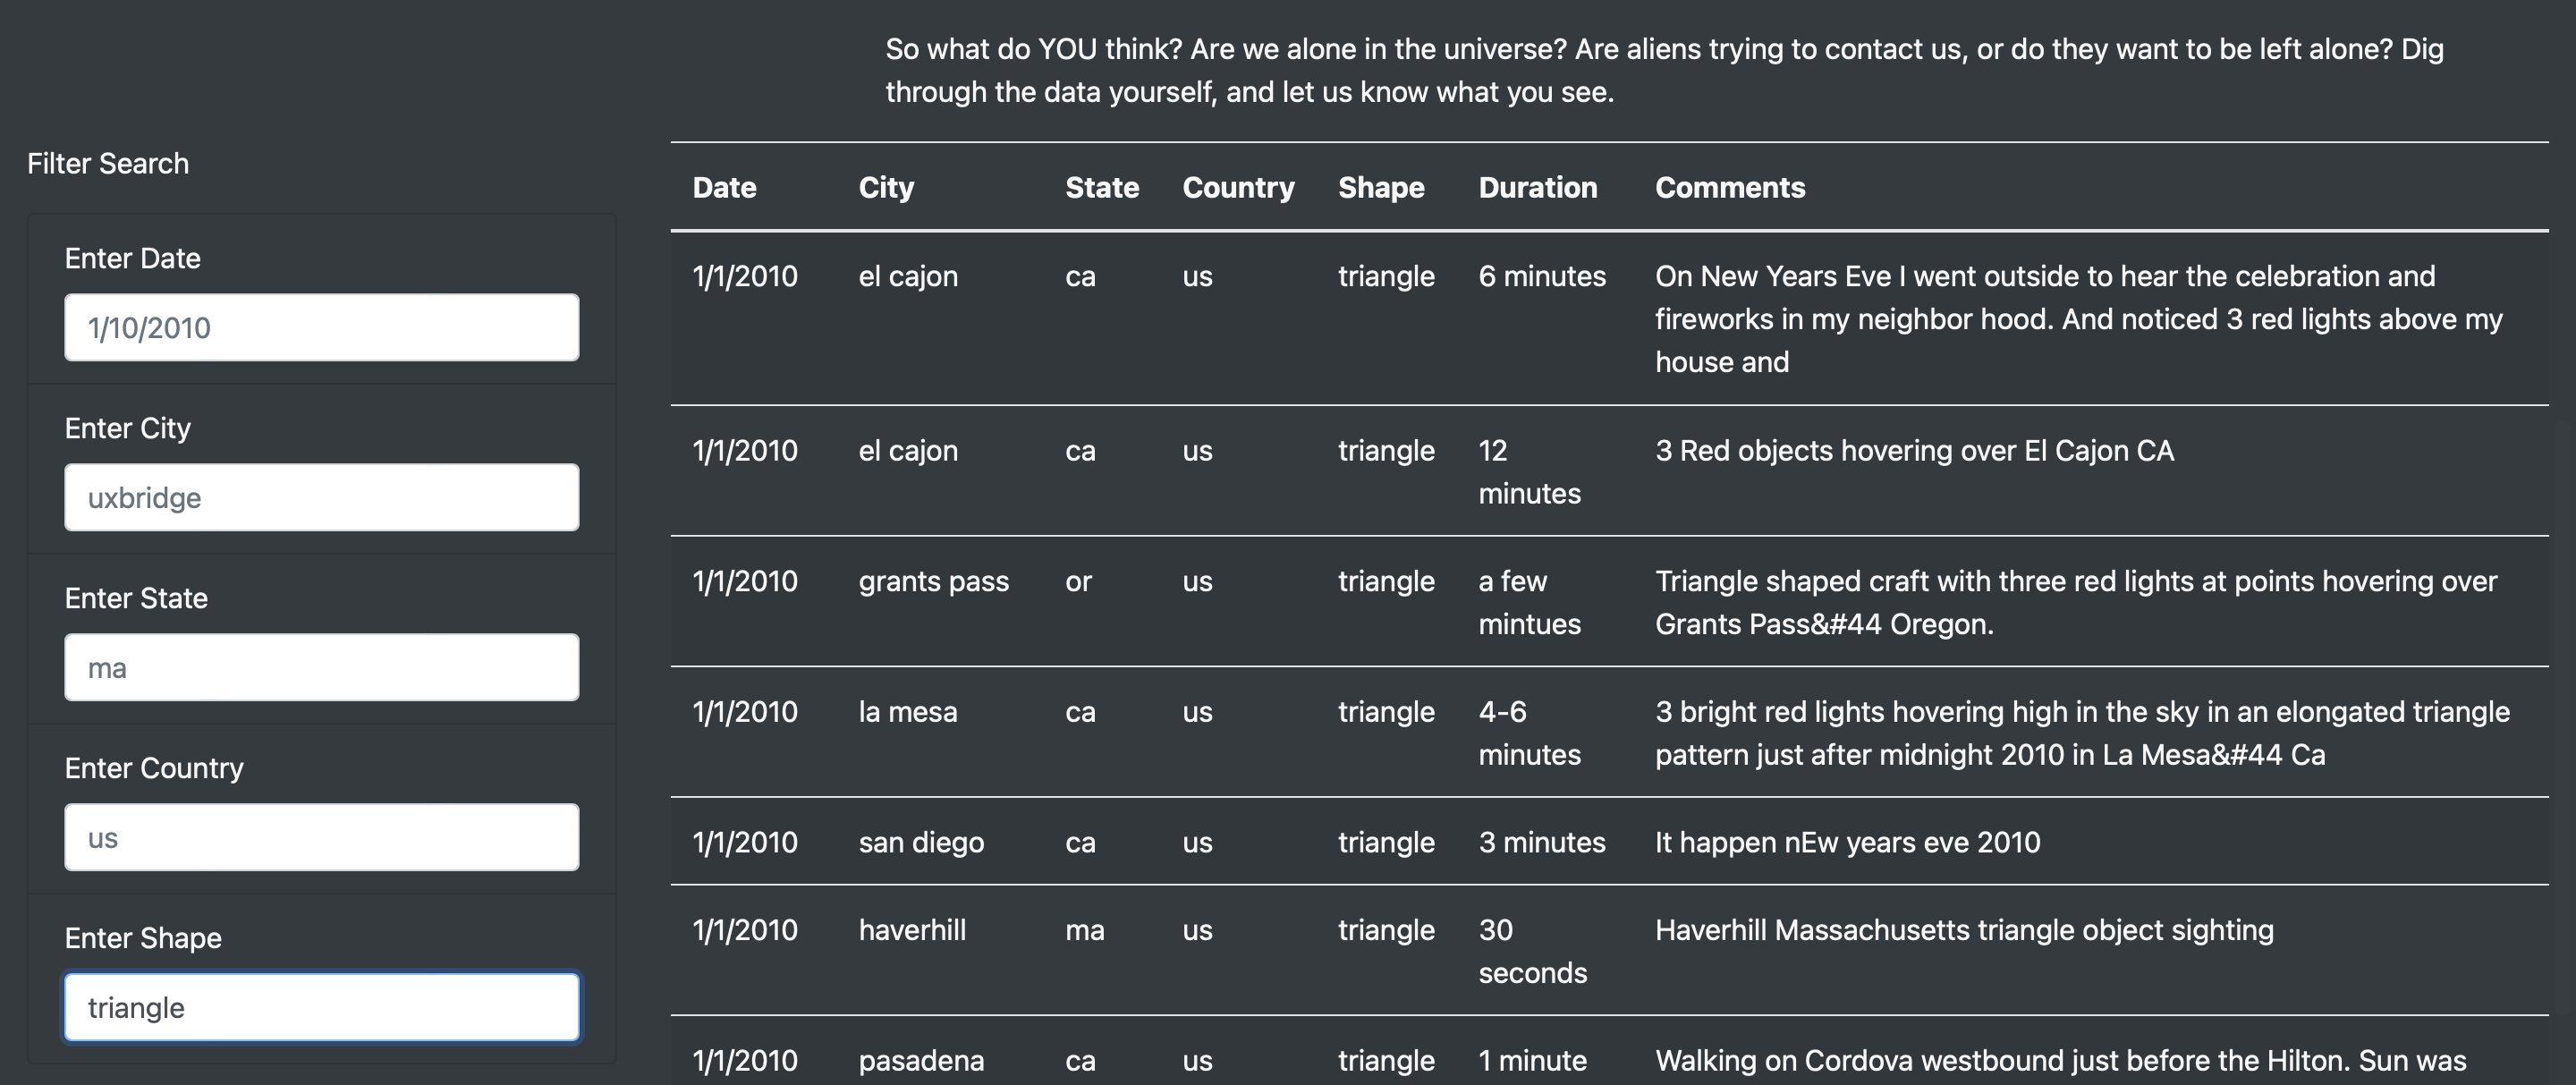 So what do YOU think? Are we alone in the universe? Are aliens trying to contact us, or do they want to be left alone? Dig
through the data yourself, and let us know what you see.
Filter Search
Enter Date
1/10/2010
Enter City
uxbridge
Enter State
ma
Enter Country
us
Enter Shape
triangle
Date City State Country Shape Duration Comments
1/1/2010 el cajon ca us triangle 6 minutes On New Years Eve I went outside to hear the celebration and
fireworks in my neighbor hood. And noticed 3 red lights above my
house and
1/1/2010 el cajon ca us triangle 12 3 Red objects hovering over El Cajon CA
minutes
1/1/2010 grants pass or us triangle a few Triangle shaped craft with three red lights at points hovering over
mintues Grants Pass&#44 Oregon.
1/1/2010 la mesa ca us triangle 4-6 3 bright red lights hovering high in the sky in an elongated triangle
minutes pattern just after midnight 2010 in La Mesa&#44 Ca
1/1/2010 san diego ca us triangle 3 minutes It happen nEw years eve 2010
1/1/2010 haverhill ma us triangle 30 Haverhill Massachusetts triangle object sighting
seconds
1/1/2010 pasadena ca us triangle 1 minute Walking on Cordova westbound just before the Hilton. Sun was